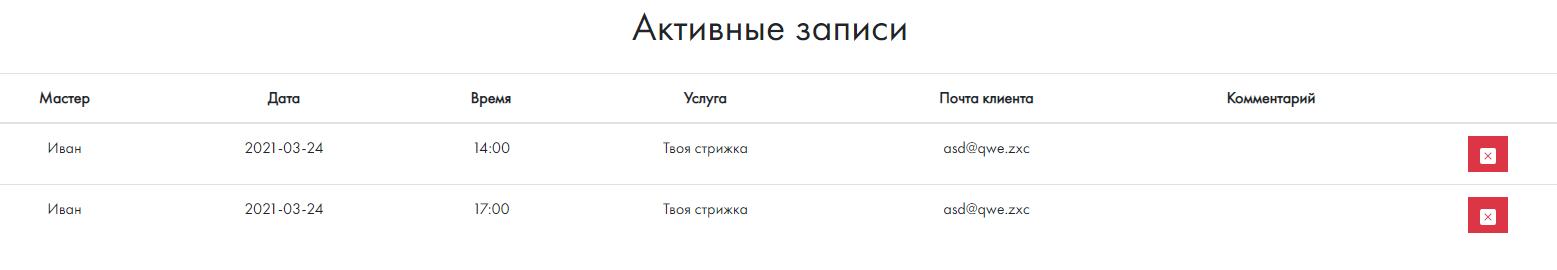 Активные записи
Мастер Дата Время Услуга Почта клиента Комментарий
Иван 2021-03-24 14:00 Твоя стрижка asd@qwe.zxc
Иван 2021-03-24 17:00 Твоя стрижка asd@qwe.zxc